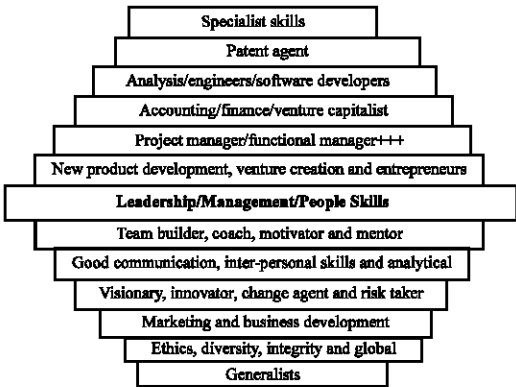 Specialist skills
Patent agent
Analysis/engineers/software developers
Accounting/finance/venture capitalist
Project manager/functional manager+++
New product development, venture creation and entrepreneurs
Leadership/Management/People Skills
Team builder, coach, motivator and mentor
Good communication, inter-personal skills and analytical
Visionary, innovator, change agent and risk taker
Marketing and business development
Ethics, diversity, integrity and global
Generalists